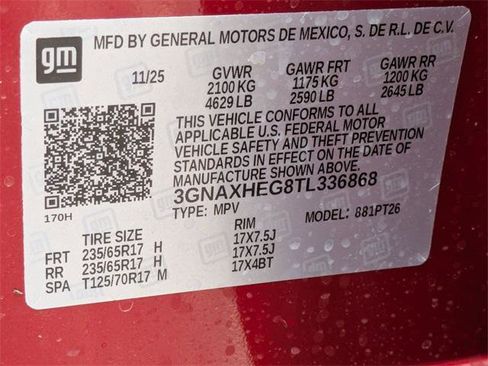 gm MFD BY GENERAL MOTORS DE MEXICO, S. DE R.L. DE C.V.
11/25 GVWR GAWR FRT GAWR RR
2100 KG 1175 KG 1200 KG
4629 LB 2590 LB 2645 LB
THIS VEHICLE CONFORMS TO ALL
APPLICABLE U.S. FEDERAL MOTOR
VEHICLE SAFETY AND THEFT PREVENTION
STANDARDS IN EFFECT ON THE DATE OF
MANUFACTURE SHOWN ABOVE.
3GNAXHEG8TL336868
170H TYPE: MPV MODEL: 881PT26
TIRE SIZE RIM
FRT 235/65R17 H 17X7.5J
RR 235/65R17 H 17X7.5J
SPA T125/70R17 M 17X4BT